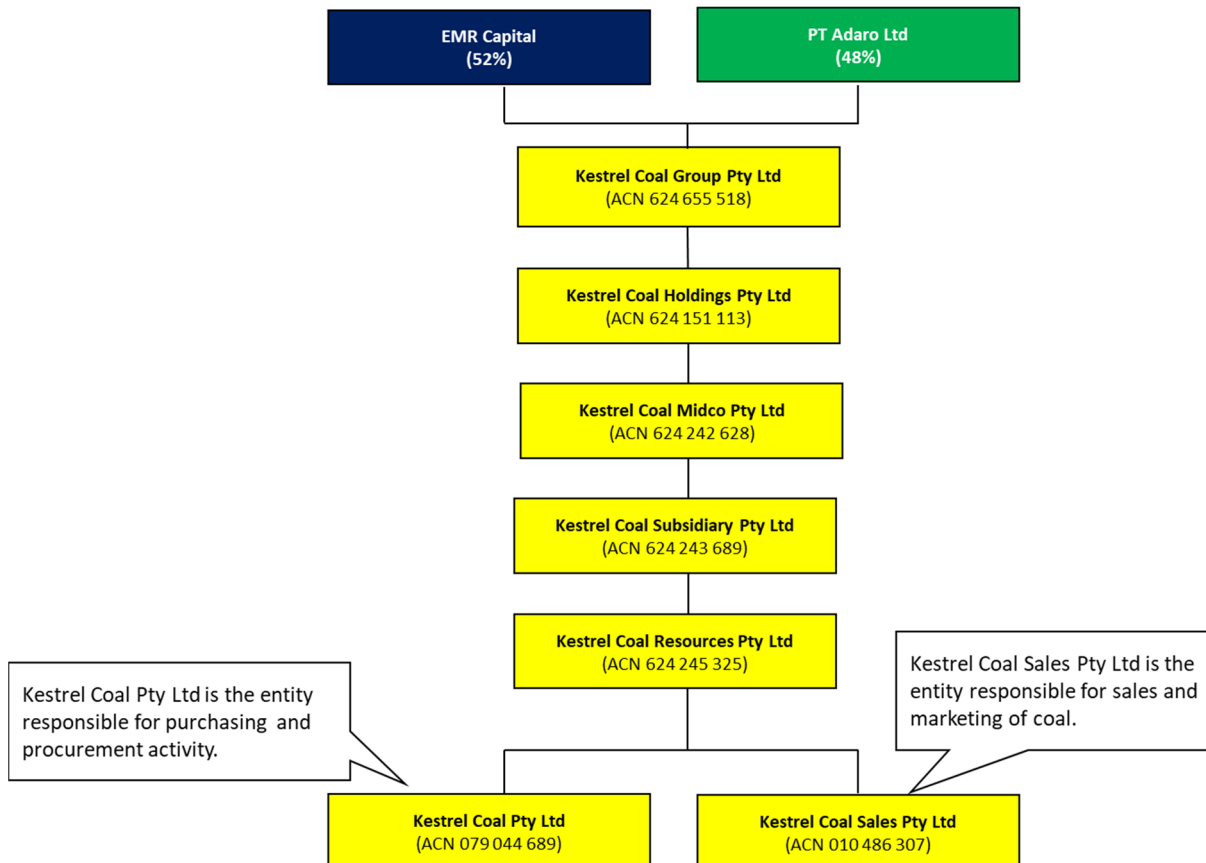 EMR Capital
(52%)
PT Adaro Ltd
(48%)
Kestrel Coal Group Pty Ltd
(ACN 624 655 518)
Kestrel Coal Holdings Pty Ltd
(ACN 624 151 113)
Kestrel Coal Midco Pty Ltd
(ACN 624 242 628)
Kestrel Coal Subsidiary Pty Ltd
(ACN 624 243 689)
Kestrel Coal Resources Pty Ltd
(ACN 624 245 325)
Kestrel Coal Pty Ltd is the entity
responsible for purchasing and
procurement activity.
Kestrel Coal Sales Pty Ltd is the
entity responsible for sales and
marketing of coal.
Kestrel Coal Pty Ltd
(ACN 079 044 689)
Kestrel Coal Sales Pty Ltd
(ACN 010 486 307)